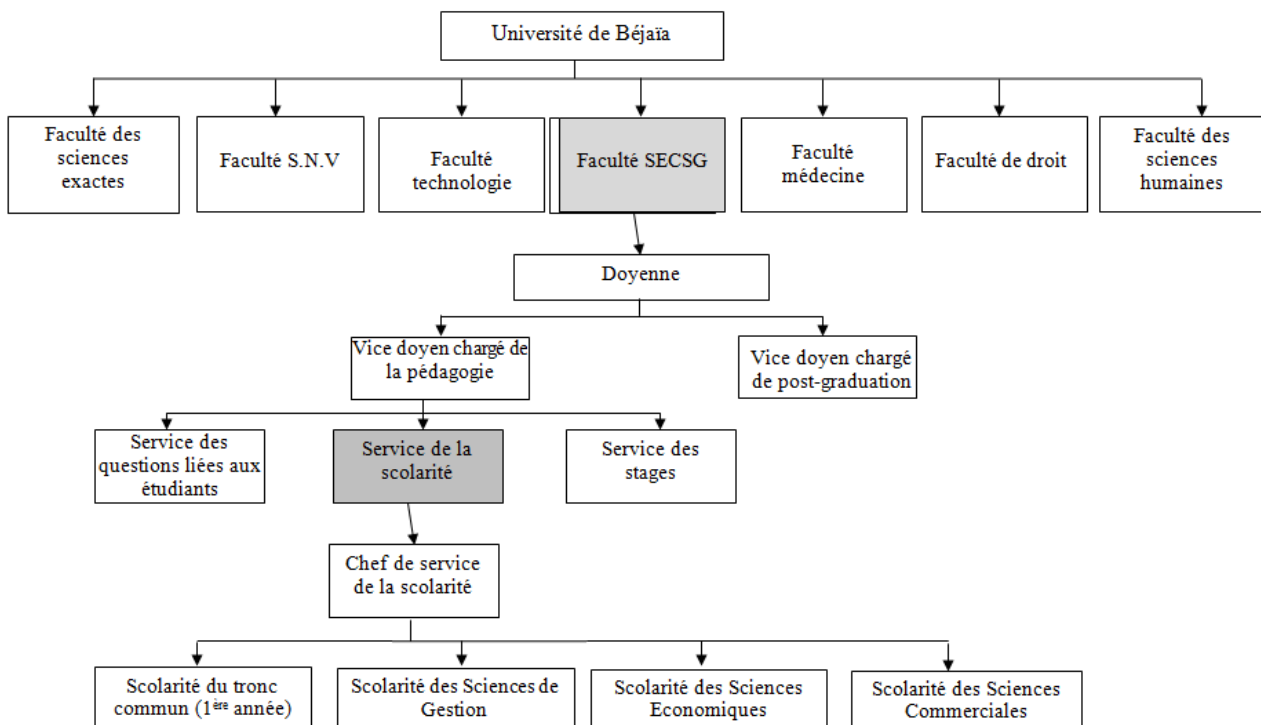 Université de Béjaïa
Faculté des
sciences
exactes
Faculté S.N.V
Faculté
technologie
Faculté SECSG
Faculté
médecine
Faculté de droit
Faculté des
sciences
humaines
Doyenne
Vice doyen chargé de
la pédagogie
Vice doyen chargé
de post-graduation
Service des
questions liées aux
étudiants
Service de la
scolarité
Service des
stages
Chef de service
de la scolarité
Scolarité du tronc
commun (1ère année)
Scolarité des Sciences de
Gestion
Scolarité des Sciences
Economiques
Scolarité des Sciences
Commerciales